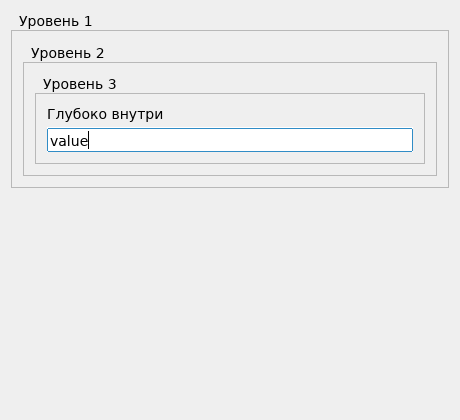 Уровень 1
Уровень 2
Уровень 3
Глубоко внутри
value